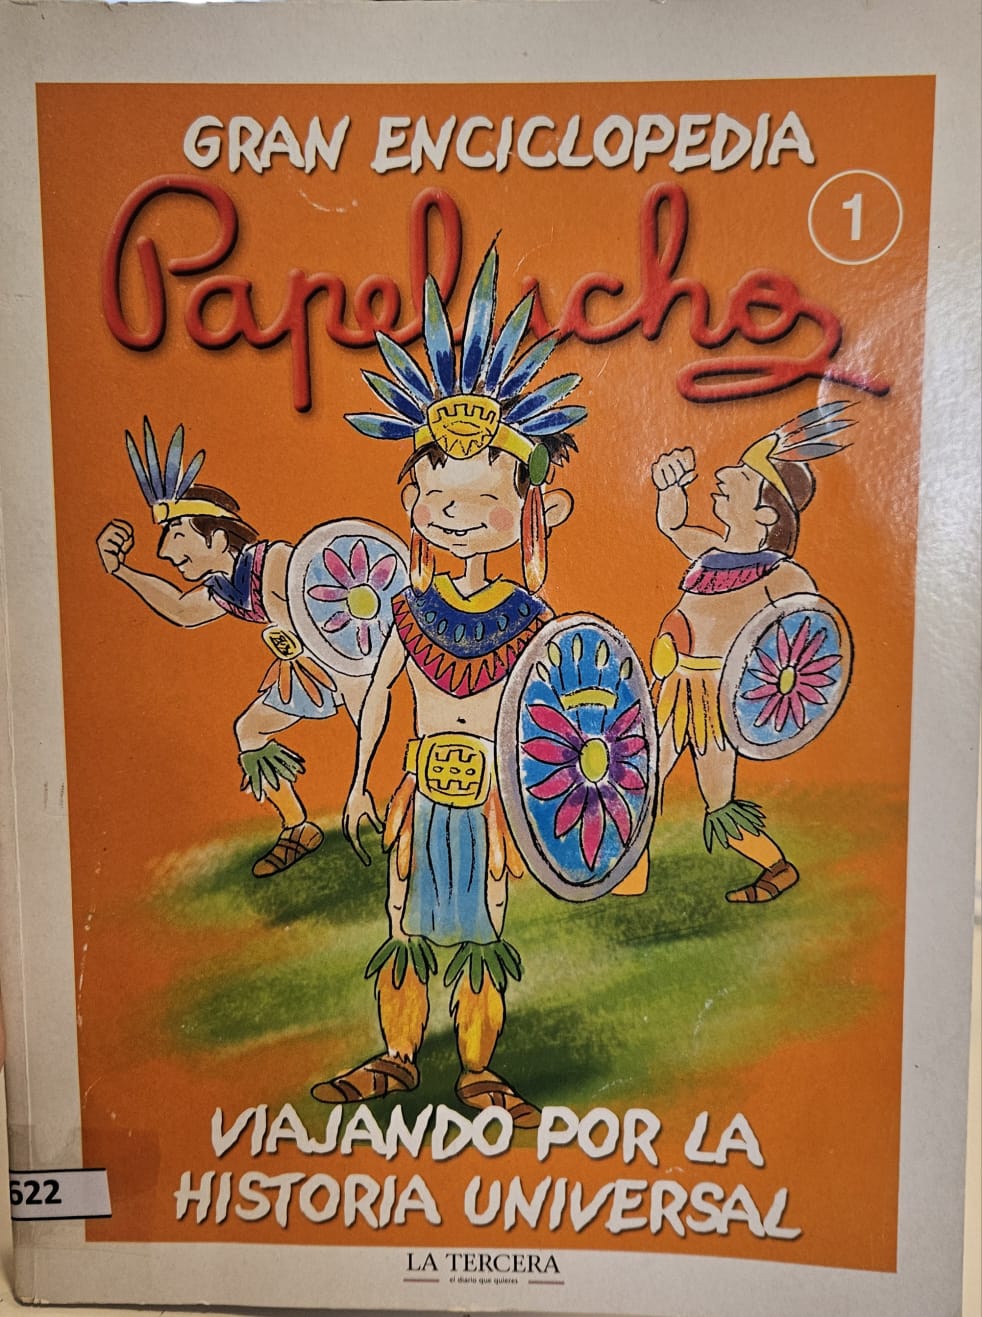 GRAN ENCICLOPEDIA
Papelucho
1
VIAJANDO POR LA
HISTORIA UNIVERSAL
622
LA TERCERA
el diario que quieres